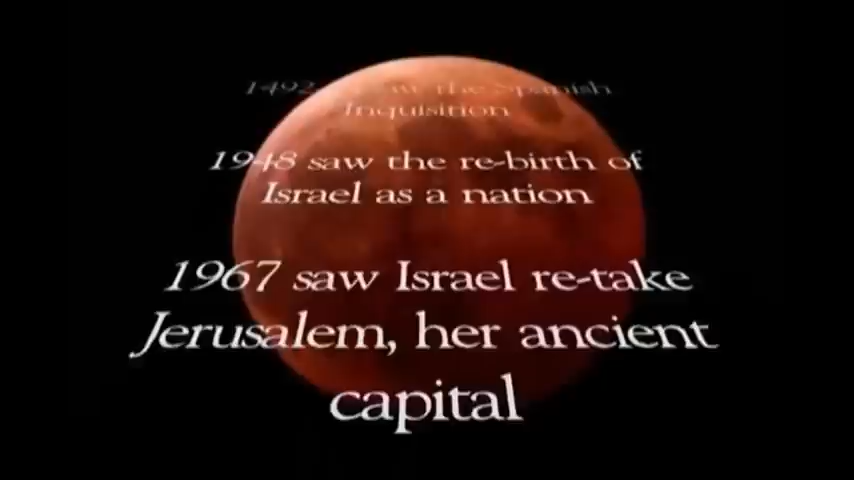 1492 saw the Spanish
Inquisition
1948 saw the re-birth of
Israel as a nation
1967 saw Israel re-take
Jerusalem, her ancient
capital